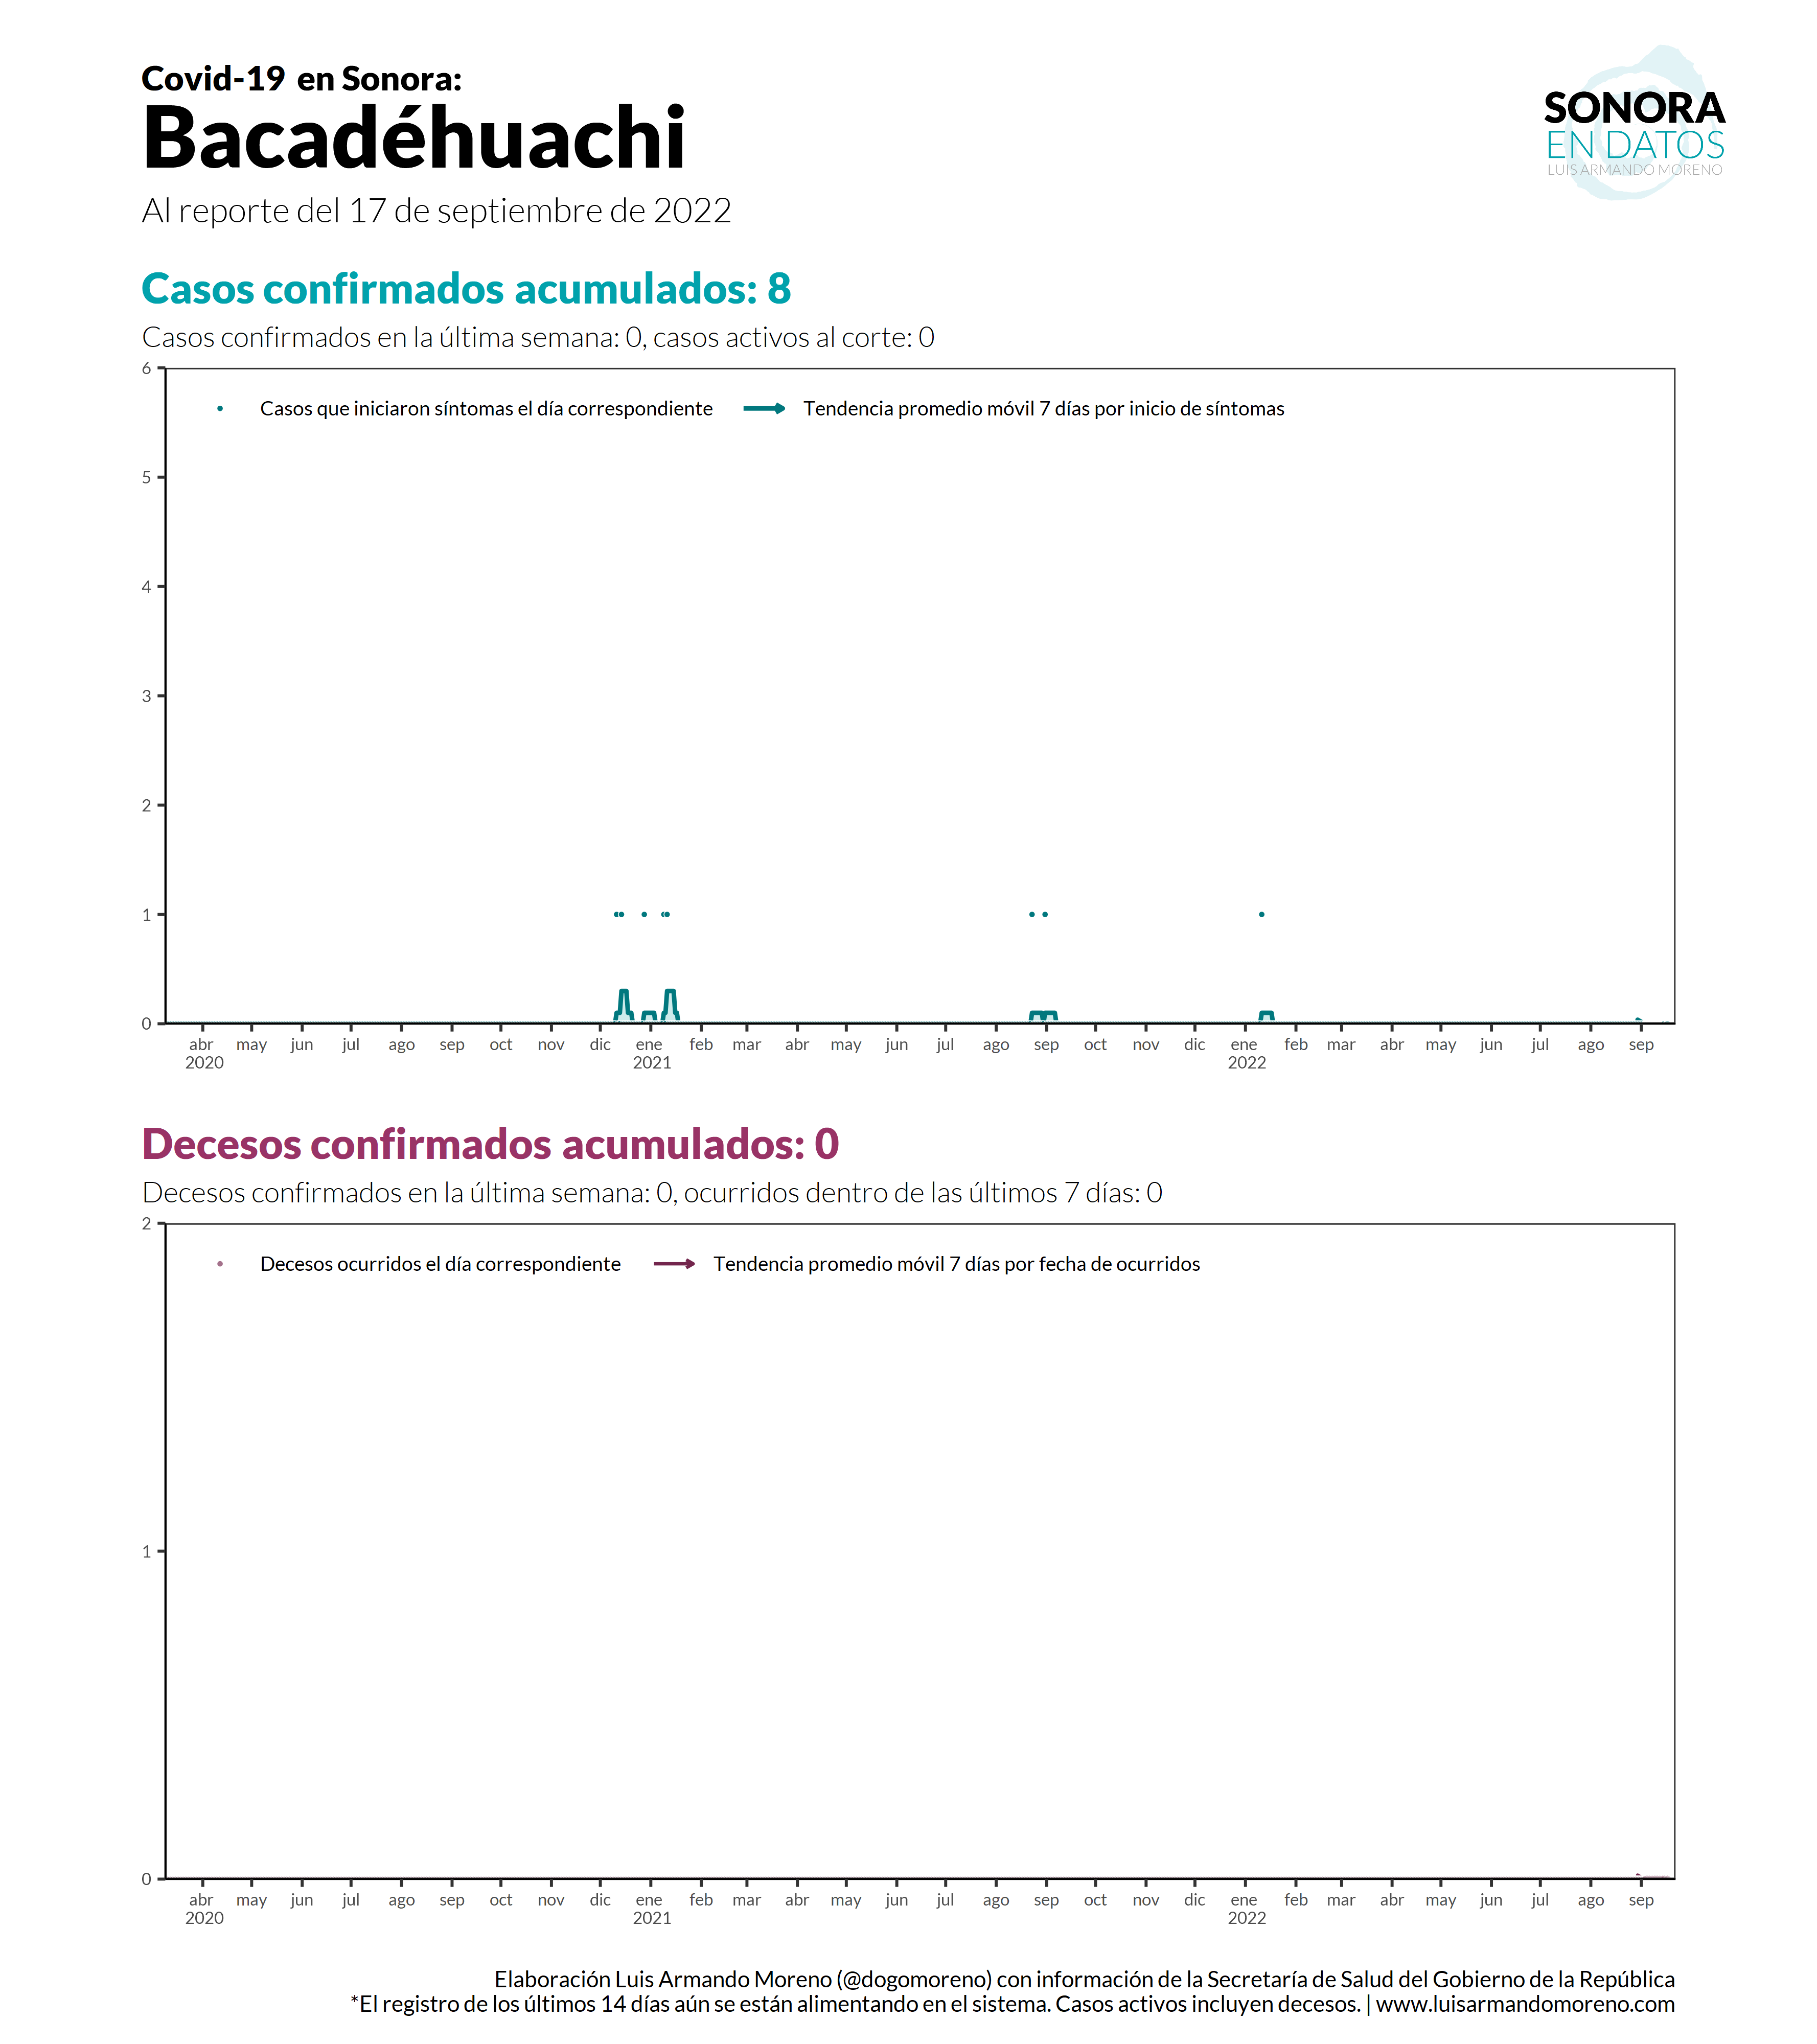 Covid-19 en Sonora:
Bacadéhuachi
Al reporte del 17 de septiembre de 2022
SONORA
EN DATOS
LUIS ARMANDO MORENO
Casos confirmados acumulados: 8
Casos confirmados en la última semana: 0, casos activos al corte: 0
6
Casos que iniciaron síntomas el día correspondiente Tendencia promedio móvil 7 días por inicio de síntomas
5
4
3
2
1
0
abr may jun jul ago sep oct nov dic ene feb mar abr may jun jul ago sep oct nov dic ene feb mar abr may jun jul ago sep
2020 2021 2022
Decesos confirmados acumulados: 0
Decesos confirmados en la última semana: 0, ocurridos dentro de las últimos 7 días: 0
2
Decesos ocurridos el día correspondiente Tendencia promedio móvil 7 días por fecha de ocurridos
1
0
abr may jun jul ago sep oct nov dic ene feb mar abr may jun jul ago sep oct nov dic ene feb mar abr may jun jul ago sep
2020 2021 2022
Elaboración Luis Armando Moreno (@dogomoreno) con información de la Secretaría de Salud del Gobierno de la República
*El registro de los últimos 14 días aún se están alimentando en el sistema. Casos activos incluyen decesos. | www.luisarmandomoreno.com